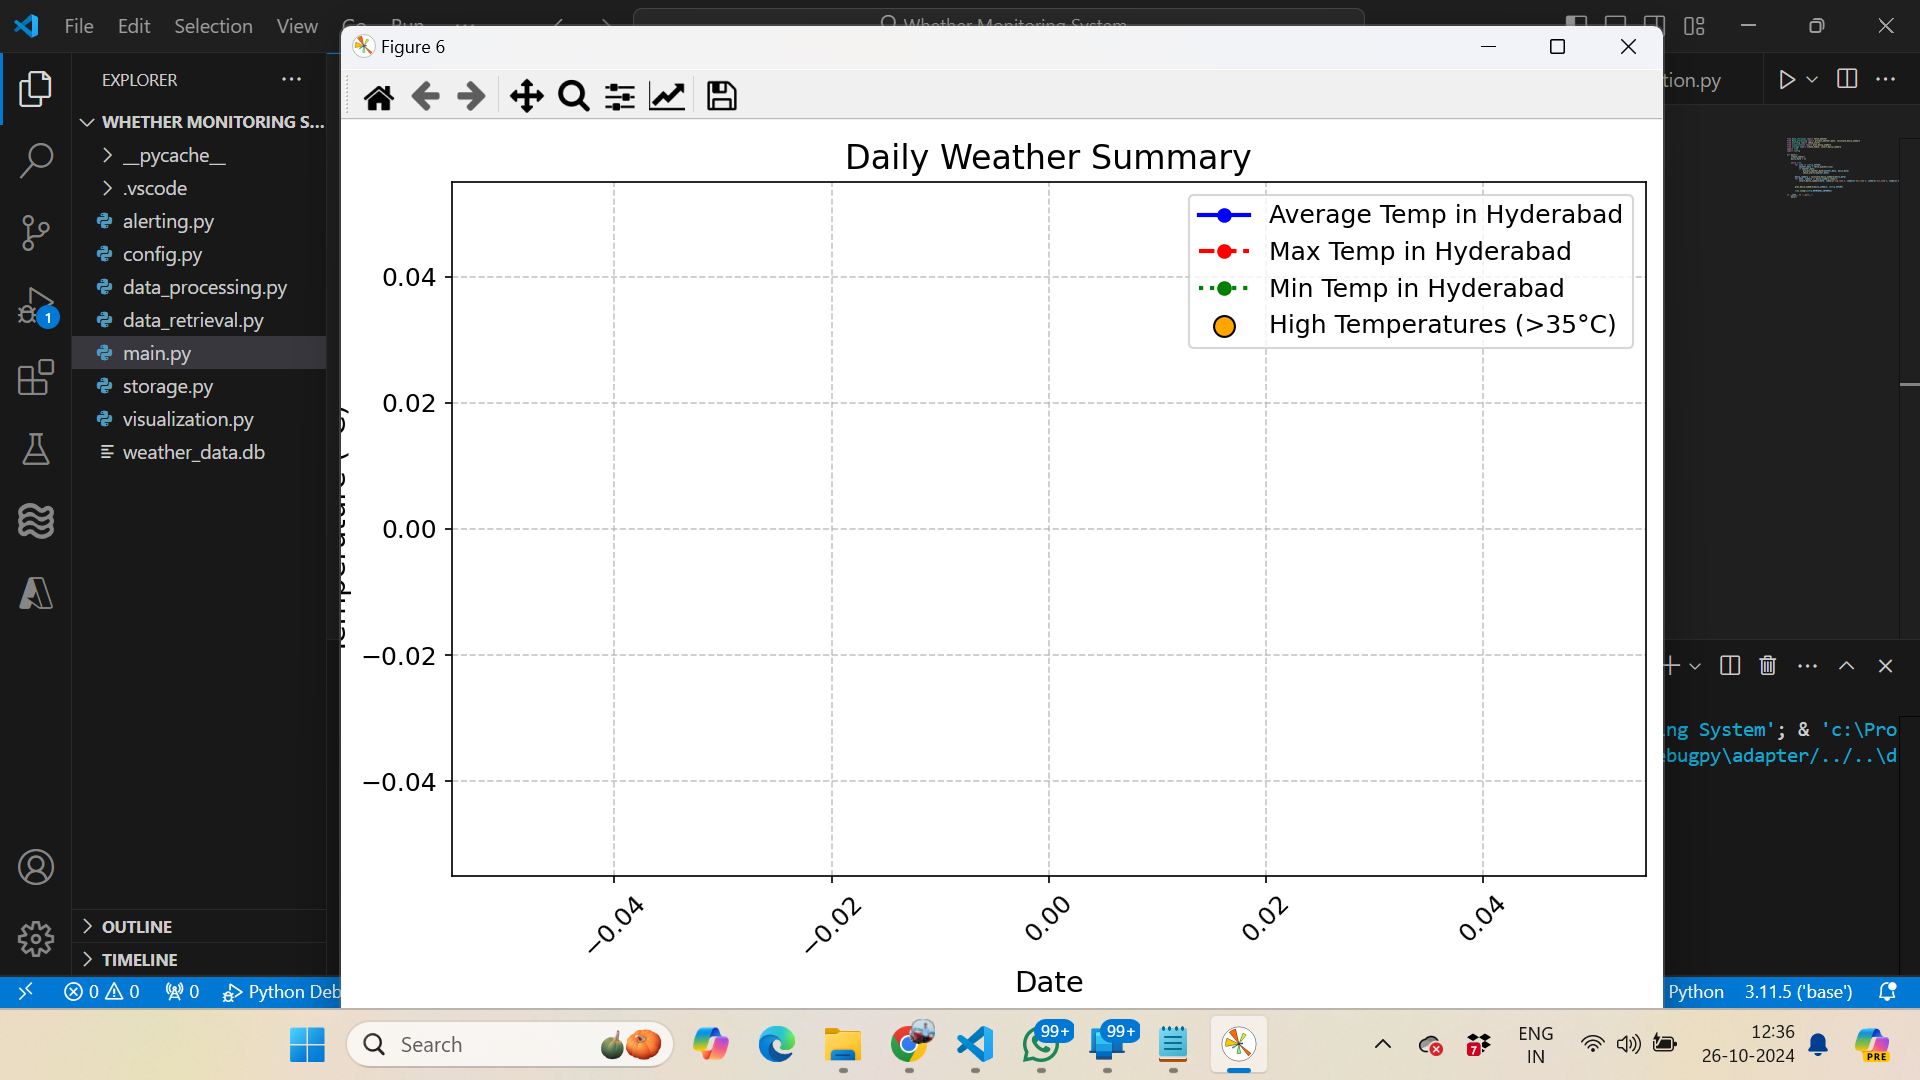 File Edit Selection View
Figure 6
EXPLORER
WHETHER MONITORING S...
__pycache__
.vscode
alerting.py
config.py
data_processing.py
data_retrieval.py
main.py
storage.py
visualization.py
weather_data.db
OUTLINE
TIMELINE
1
tion.py
Daily Weather Summary
Average Temp in Hyderabad
Max Temp in Hyderabad
Min Temp in Hyderabad
High Temperatures (>35°C)
0.04
0.02
0.00
−0.02
−0.04
−0.04
−0.02
0.00
0.02
0.04
Date
ng System'; & 'c:\Pro
ebugpy\adapter/../..\d
0 0 0 Python Deb
Python 3.11.5 ('base')
Search
99+
99+
7
ENG
IN
12:36
26-10-2024
PRE